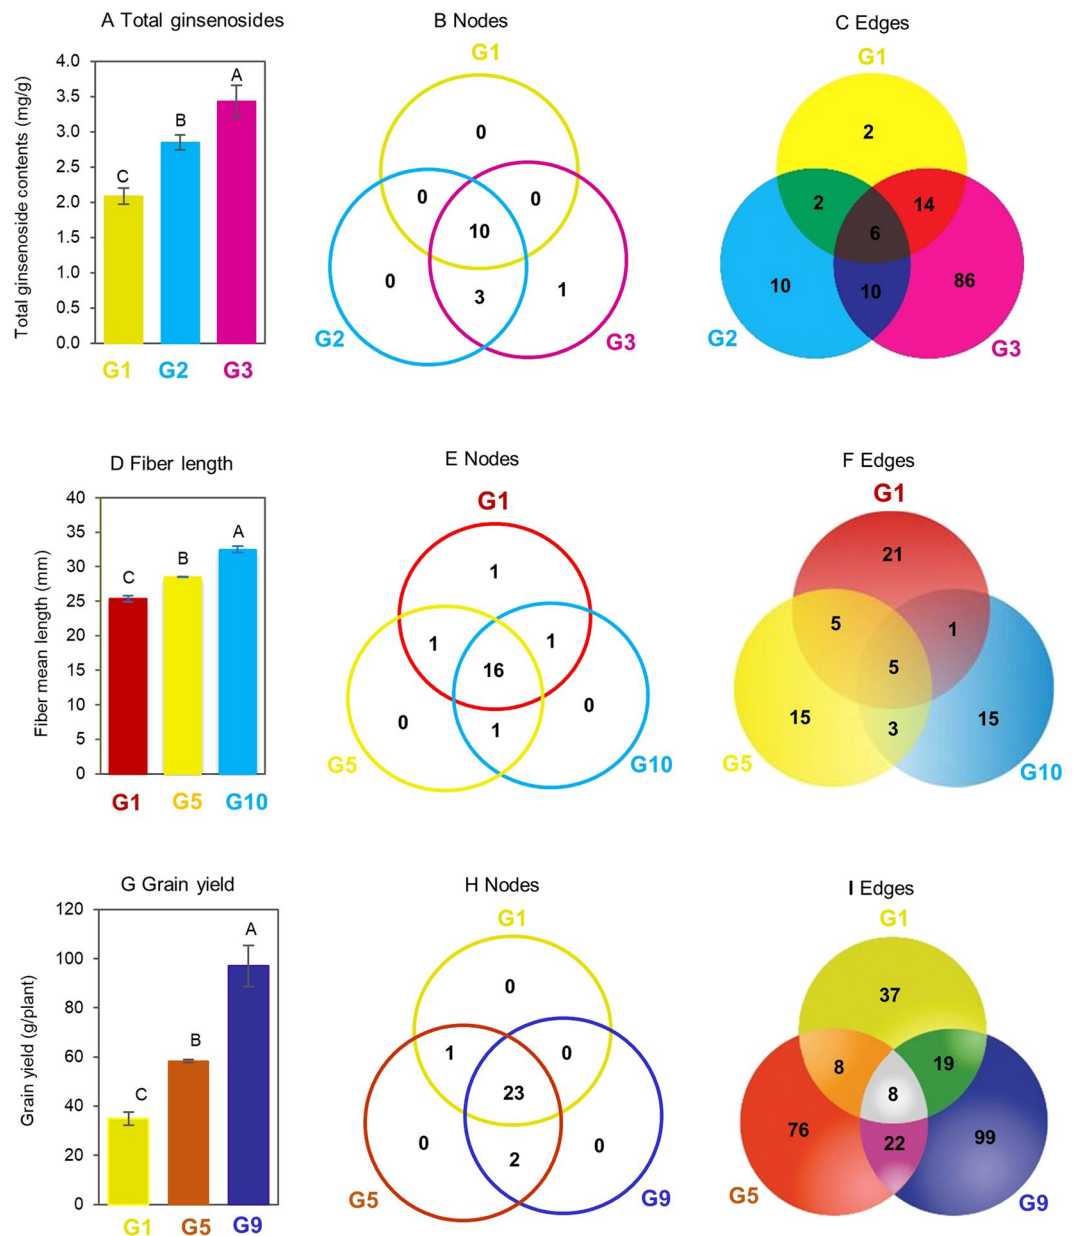 A Total ginsenosides
Total ginsenoside contents (mg/g)
4.0
3.5
3.0
2.5
2.0
1.5
1.0
0.5
0.0
C
B
A
G1
G2
G3
B Nodes
G1
0
0
0
10
0
3
1
G2
G3
C Edges
G1
2
2
14
6
10
10
86
G2
G3
D Fiber length
Fiber mean length (mm)
40
35
30
25
20
15
10
5
0
C
B
A
G1
G5
G10
E Nodes
G1
1
1
1
16
0
1
0
G5
G10
F Edges
G1
21
5
1
5
15
3
15
G5
G10
G Grain yield
Grain yield (g/plant)
120
100
80
60
40
20
0
C
B
A
G1
G5
G9
H Nodes
G1
0
1
0
23
0
2
0
G5
G9
I Edges
G1
37
8
19
8
76
22
99
G5
G9